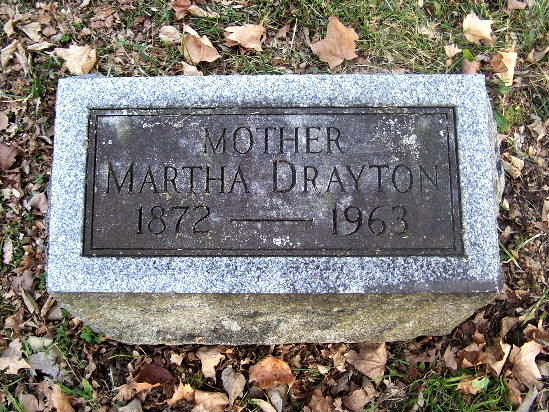 MOTHER
MARTHA DRAYTON
1872 — 1963